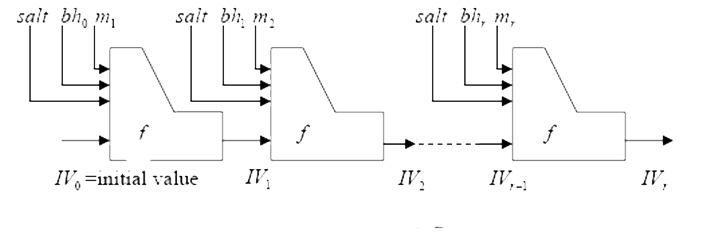 salt bh₀ m₁ salt bh₁ m₂ salt bhᵣ mᵣ
f f f
IV₀=initial value IV₁ IV₂ IVᵣ₋₁ IVᵣ